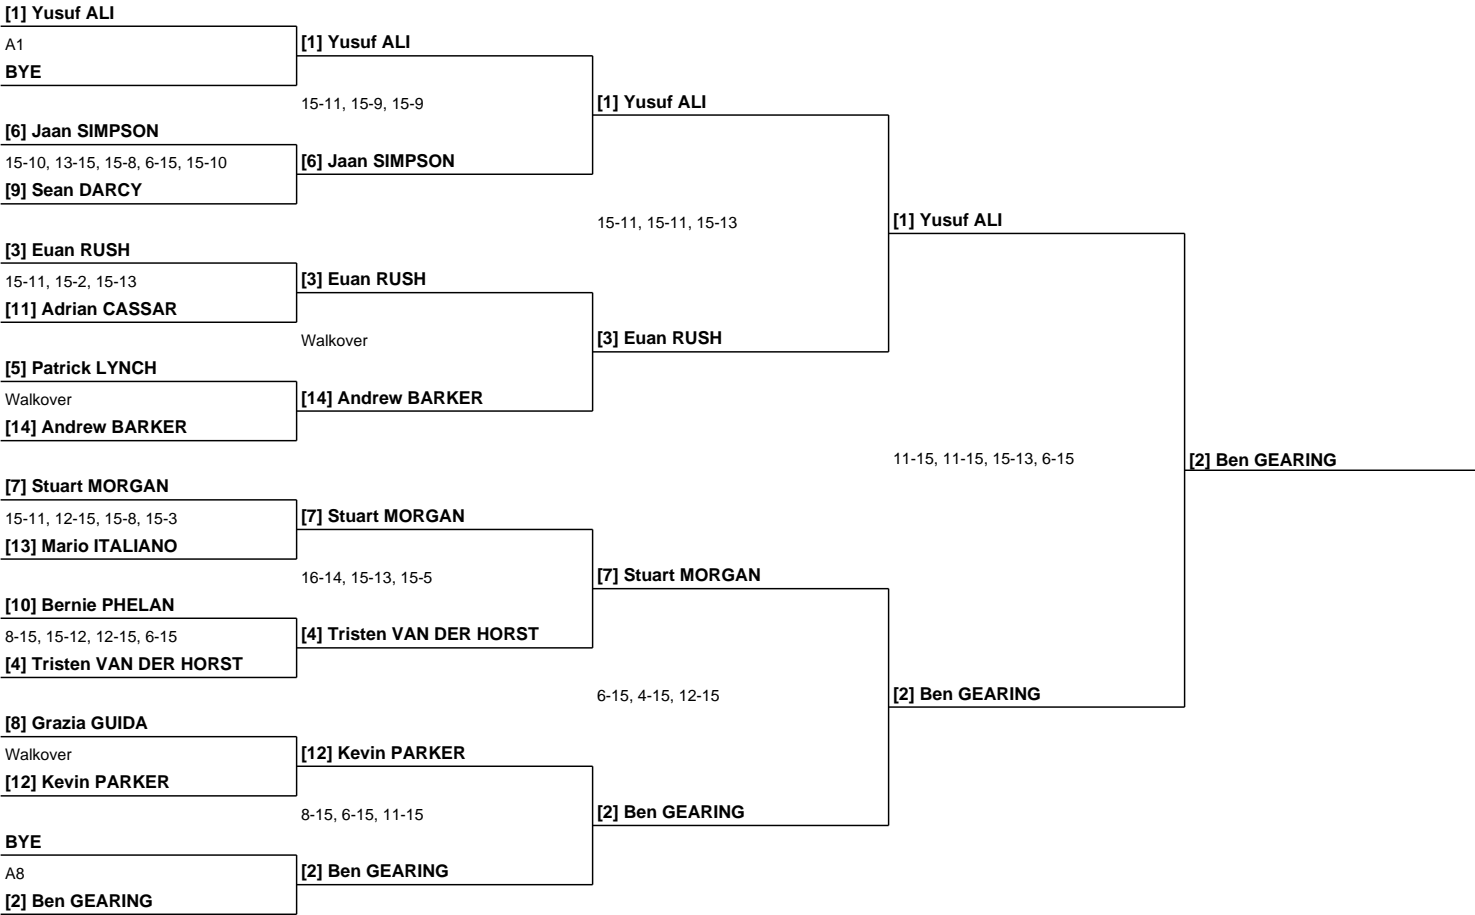 [1] Yusuf ALI
A1
BYE
[6] Jaan SIMPSON
15-10, 13-15, 15-8, 6-15, 15-10
[9] Sean DARCY
[3] Euan RUSH
15-11, 15-2, 15-13
[11] Adrian CASSAR
[5] Patrick LYNCH
Walkover
[14] Andrew BARKER
[7] Stuart MORGAN
15-11, 12-15, 15-8, 15-3
[13] Mario ITALIANO
[10] Bernie PHELAN
8-15, 15-12, 12-15, 6-15
[4] Tristen VAN DER HORST
[8] Grazia GUIDA
Walkover
[12] Kevin PARKER
BYE
A8
[2] Ben GEARING
[1] Yusuf ALI
15-11, 15-9, 15-9
[6] Jaan SIMPSON
[3] Euan RUSH
Walkover
[14] Andrew BARKER
[7] Stuart MORGAN
16-14, 15-13, 15-5
[4] Tristen VAN DER HORST
[12] Kevin PARKER
8-15, 6-15, 11-15
[2] Ben GEARING
[1] Yusuf ALI
15-11, 15-11, 15-13
[3] Euan RUSH
[7] Stuart MORGAN
6-15, 4-15, 12-15
[2] Ben GEARING
[1] Yusuf ALI
11-15, 11-15, 15-13, 6-15
[2] Ben GEARING
[2] Ben GEARING